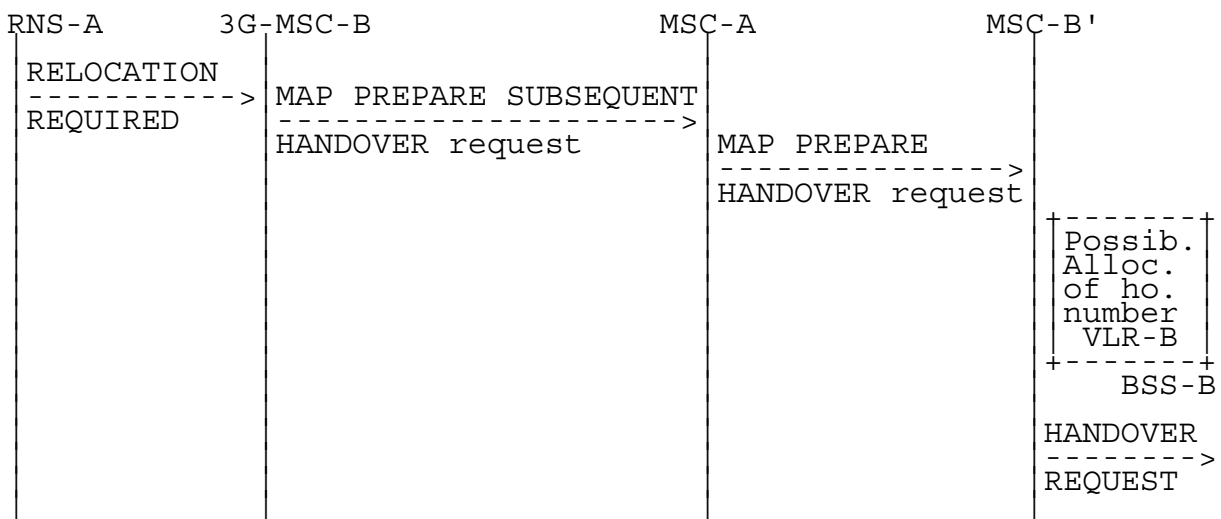 RNS-A 3G-MSC-B MSC-A MSC-B'
RELOCATION
REQUIRED
MAP PREPARE SUBSEQUENT
HANDOVER request
MAP PREPARE
HANDOVER request
Possib.
Alloc.
of ho.
number
VLR-B
BSS-B
HANDOVER
REQUEST